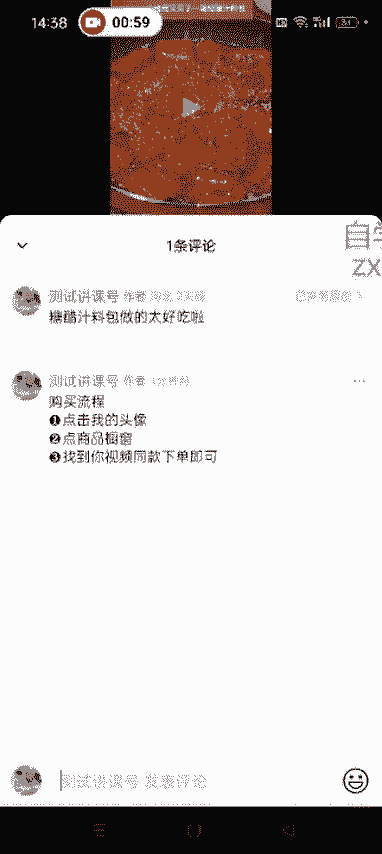 14:38
00:59
1条评论
自学
ZX
测试讲课号 作者
糖醋汁料包做的太好吃啦
测试讲课号 作者
购买流程
❶点击我的头像
❷点商品橱窗
❸找到你视频同款下单即可
测试讲课号 发表评论